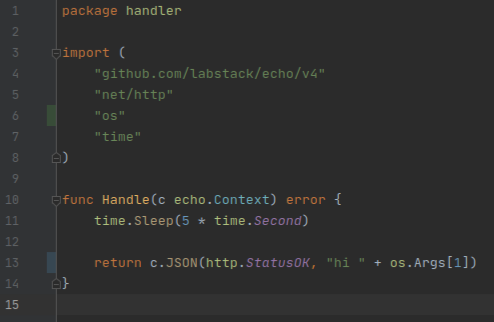 1 package handler
2
3 import (
4     "github.com/labstack/echo/v4"
5     "net/http"
6     "os"
7     "time"
8 )
9
10 func Handle(c echo.Context) error {
11     time.Sleep(5 * time.Second)
12
13     return c.JSON(http.StatusOK, "hi " + os.Args[1])
14 }
15